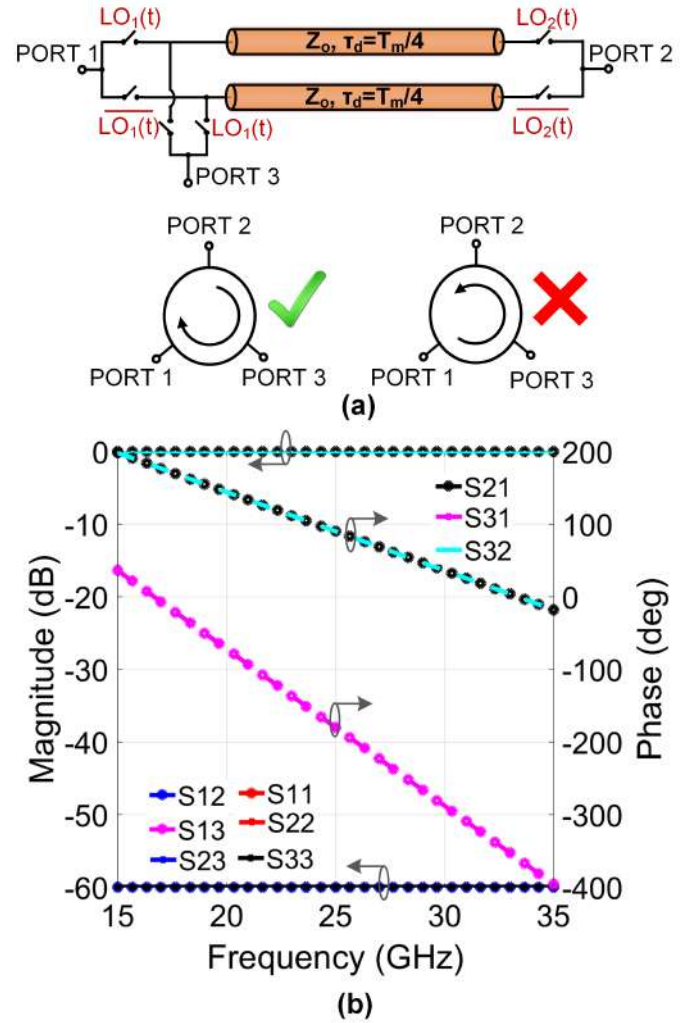 LO₁(t)
LO₂(t)
PORT 1
Zₒ, τd=Tm/4
PORT 2
Zₒ, τd=Tm/4
L̅O̅₁̅(̅t̅)̅
LO₁(t)
L̅O̅₂̅(̅t̅)̅
PORT 3
PORT 2
PORT 2
PORT 1
PORT 3
PORT 1
PORT 3
(a)
0
-10
-20
-30
-40
-50
-60
Magnitude (dB)
200
100
0
-100
-200
-300
-400
Phase (deg)
S21
S31
S32
S12
S11
S13
S22
S23
S33
15
20
25
30
35
Frequency (GHz)
(b)